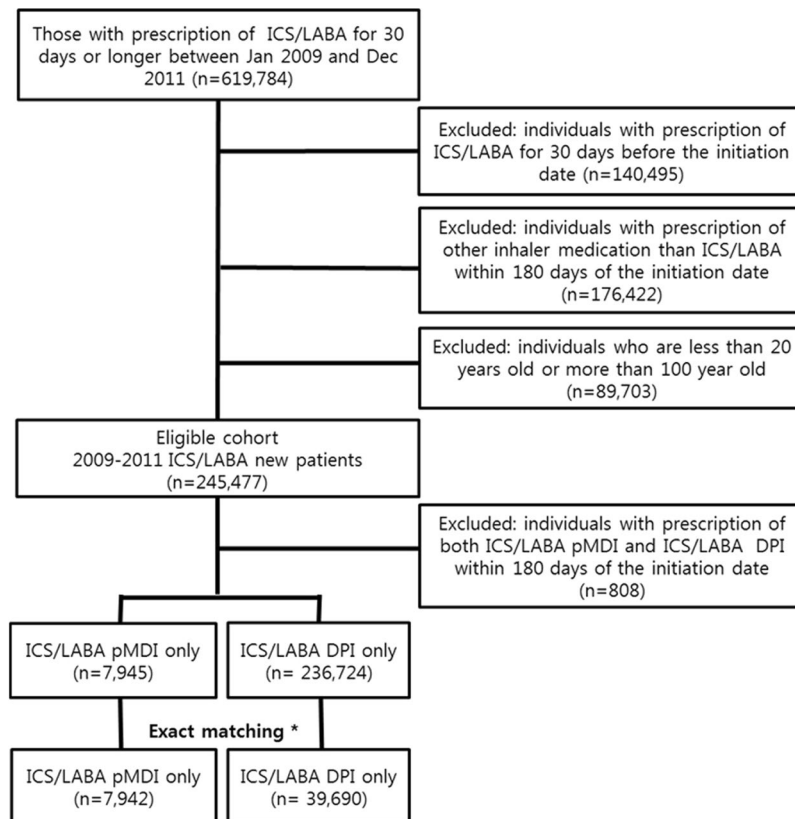 Those with prescription of ICS/LABA for 30
days or longer between Jan 2009 and Dec
2011 (n=619,784)
Excluded: individuals with prescription of
ICS/LABA for 30 days before the initiation
date (n=140,495)
Excluded: individuals with prescription of
other inhaler medication than ICS/LABA
within 180 days of the initiation date
(n=176,422)
Excluded: individuals who are less than 20
years old or more than 100 year old
(n=89,703)
Eligible cohort
2009-2011 ICS/LABA new patients
(n=245,477)
Excluded: individuals with prescription of
both ICS/LABA pMDI and ICS/LABA DPI
within 180 days of the initiation date
(n=808)
ICS/LABA pMDI only
(n=7,945)
ICS/LABA DPI only
(n= 236,724)
Exact matching *
ICS/LABA pMDI only
(n=7,942)
ICS/LABA DPI only
(n= 39,690)